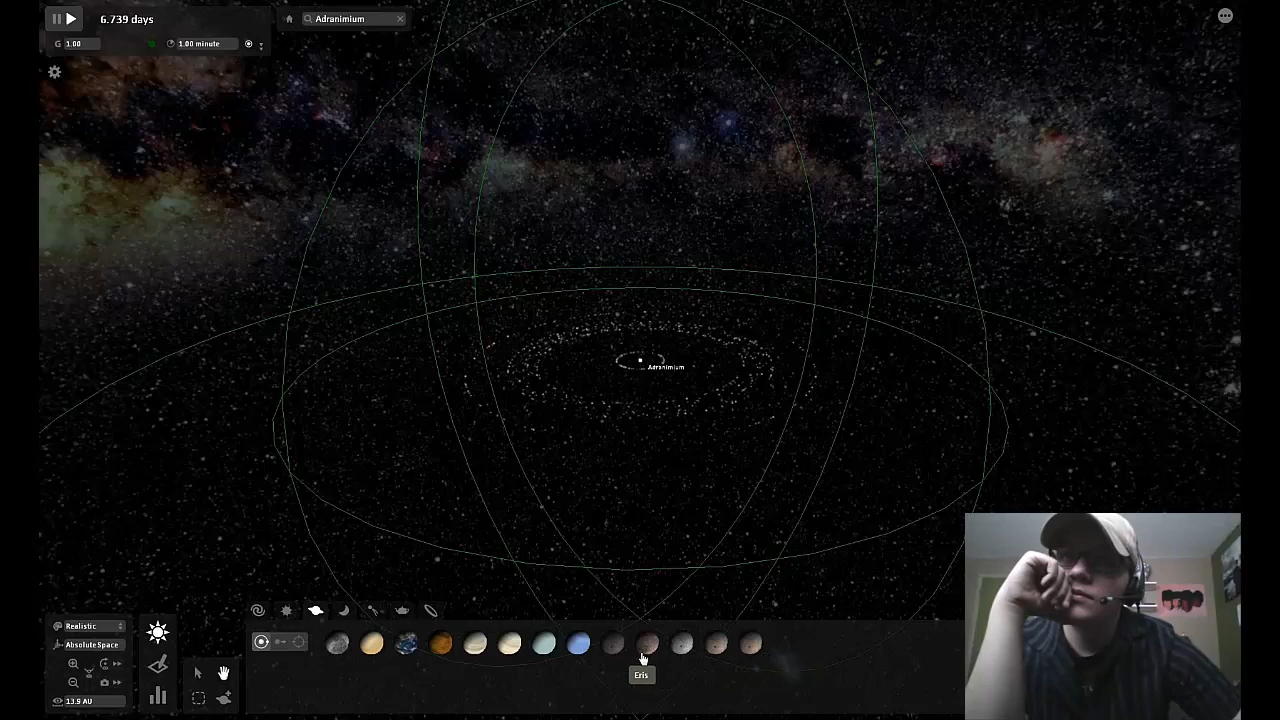 6.739 days
Adranimium
G 1.00
1.00 minute
Adranimium
Realistic
Absolute Space
13.9 AU
Eris